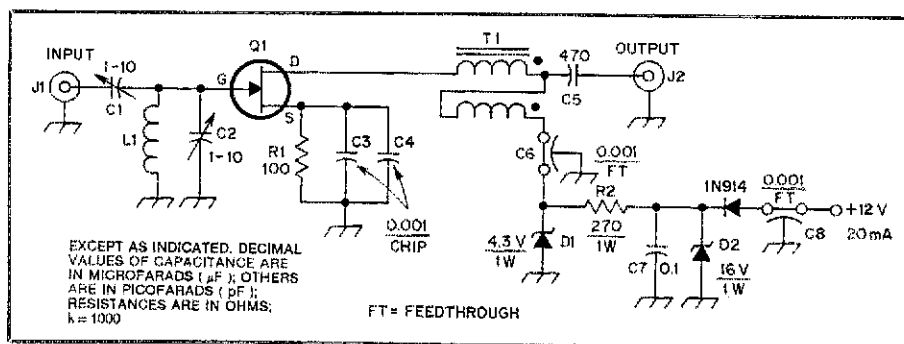 INPUT
J1
1-10
C1
L1
C2
1-10
Q1
G
D
S
R1
100
C3
C4
0.001
CHIP
T1
470
C5
OUTPUT
J2
C6
0.001
FT
R2
270
1W
4.3 V
1W
D1
C7
0.1
D2
16 V
1W
1N914
0.001
FT
C8
+12 V
20 mA
EXCEPT AS INDICATED, DECIMAL
VALUES OF CAPACITANCE ARE
IN MICROFARADS ( µF ); OTHERS
ARE IN PICOFARADS ( pF );
RESISTANCES ARE IN OHMS;
k = 1000
FT = FEEDTHROUGH